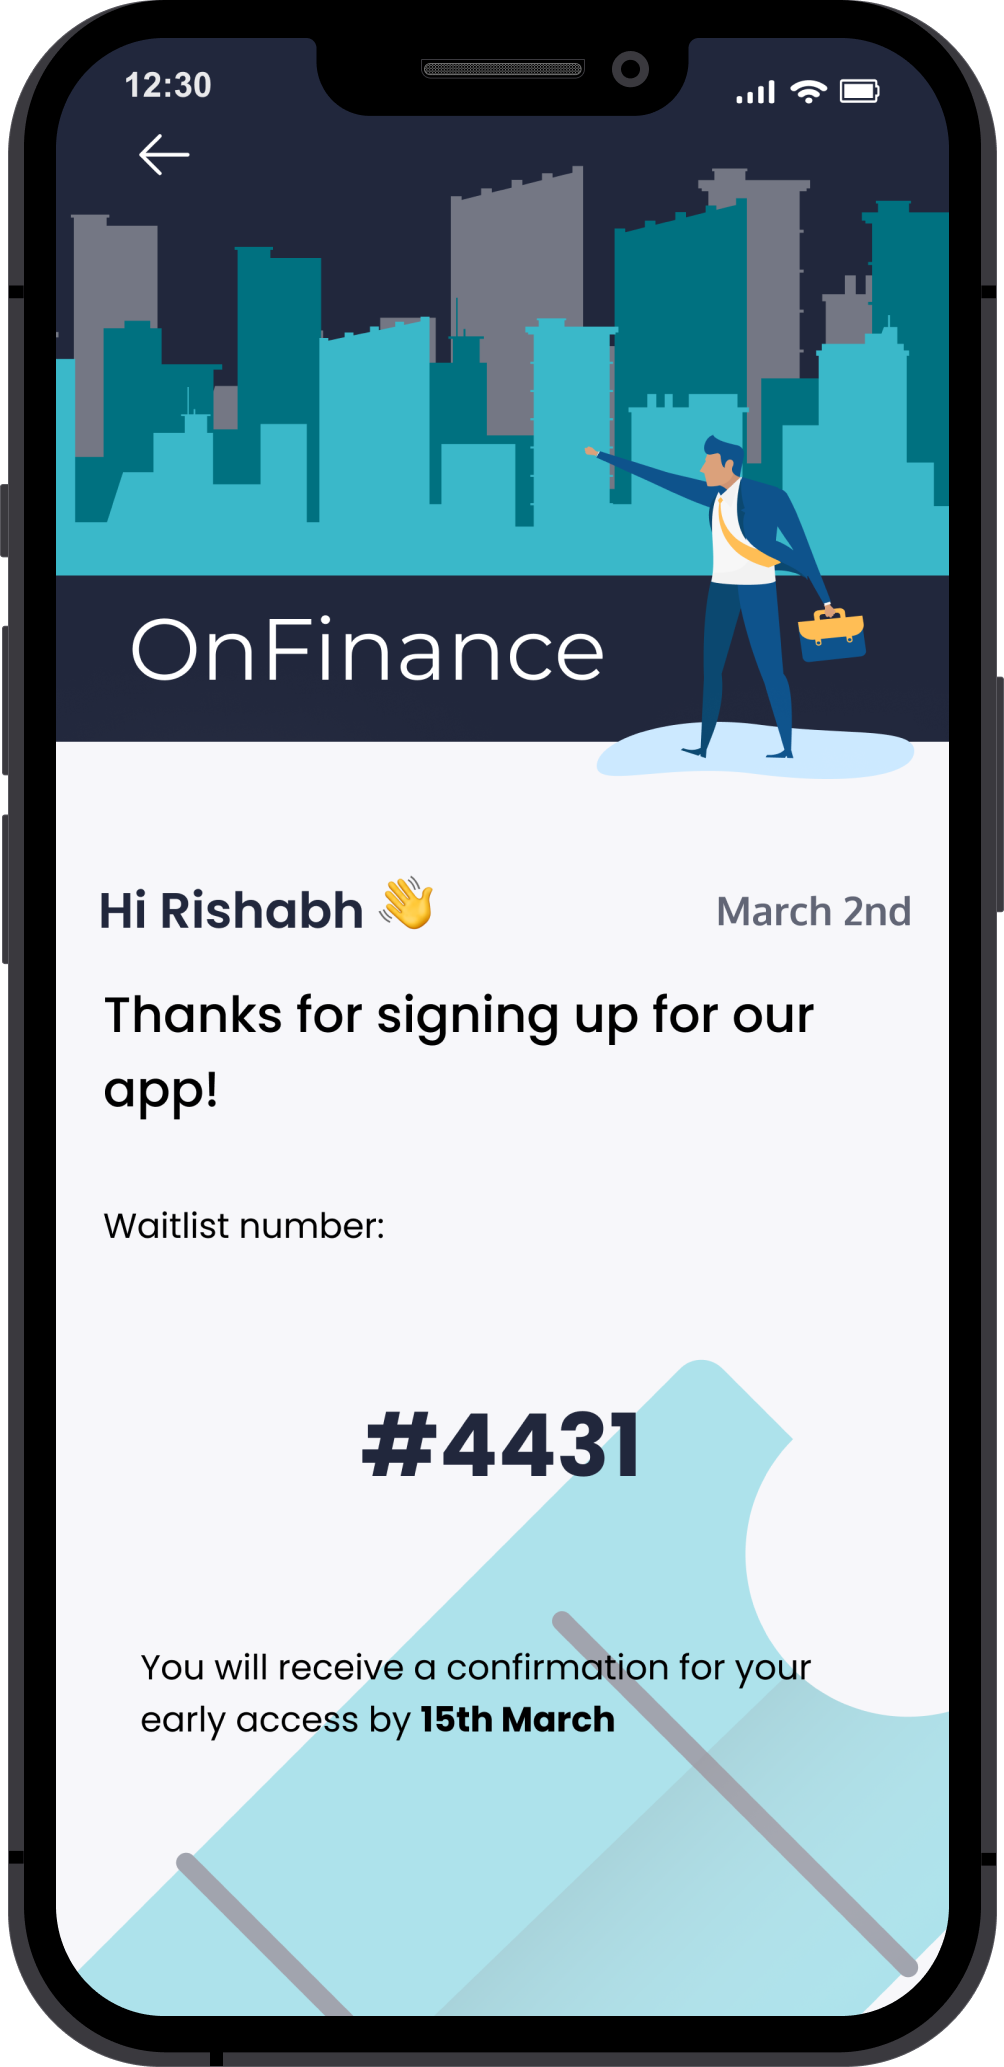 12:30
OnFinance
Hi Rishabh 👋
March 2nd
Thanks for signing up for our
app!
Waitlist number:
#4431
You will receive a confirmation for your
early access by 15th March